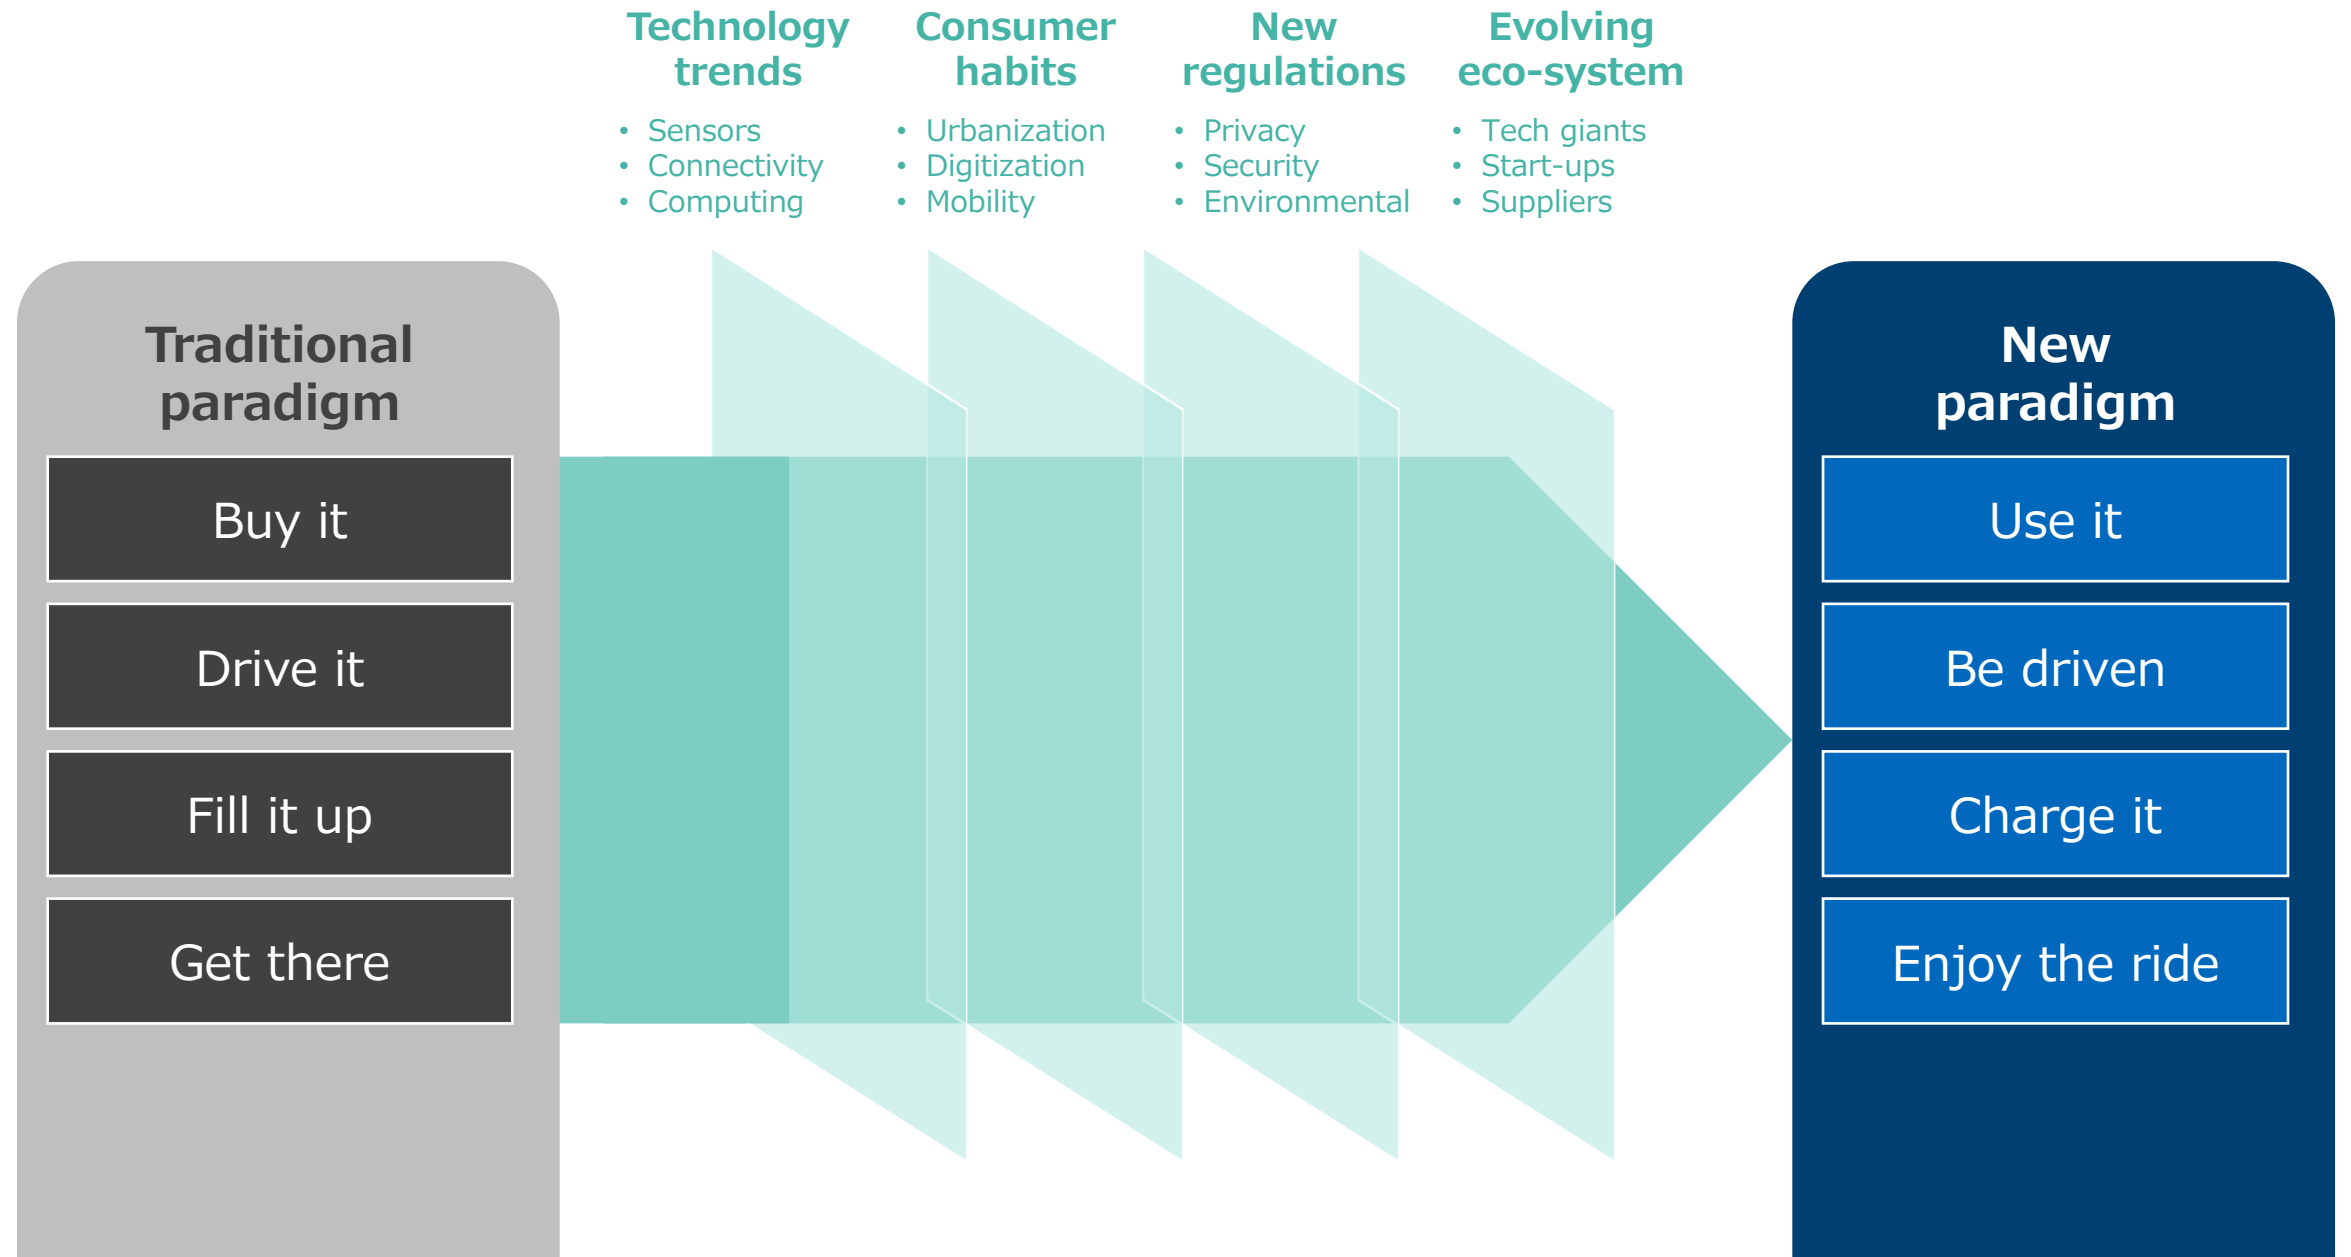 Technology
trends
• Sensors
• Connectivity
• Computing
Consumer
habits
• Urbanization
• Digitization
• Mobility
New
regulations
• Privacy
• Security
• Environmental
Evolving
eco-system
• Tech giants
• Start-ups
• Suppliers
Traditional
paradigm
Buy it
Drive it
Fill it up
Get there
New
paradigm
Use it
Be driven
Charge it
Enjoy the ride